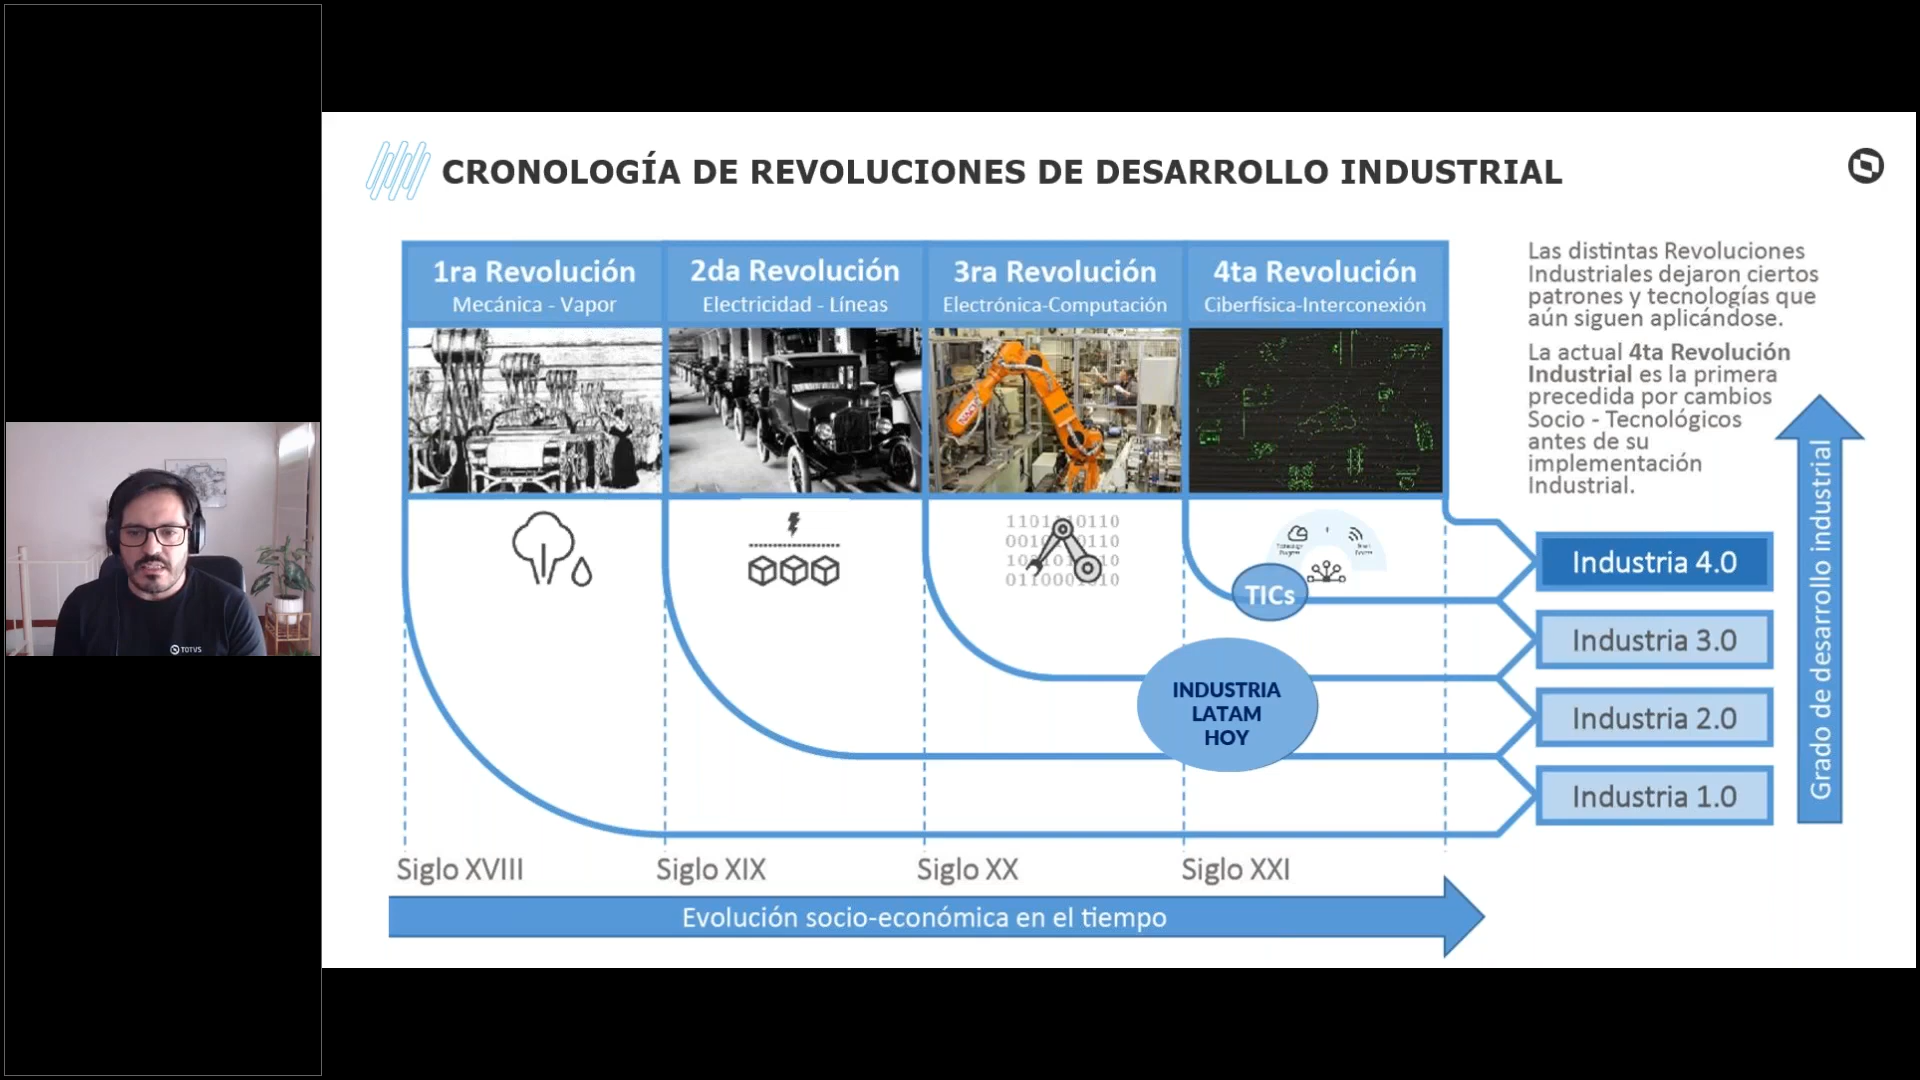 CRONOLOGÍA DE REVOLUCIONES DE DESARROLLO INDUSTRIAL
1ra Revolución
Mecánica - Vapor
2da Revolución
Electricidad - Líneas
3ra Revolución
Electrónica-Computación
4ta Revolución
Ciberfísica-Interconexión
Las distintas Revoluciones
Industriales dejaron ciertos
patrones y tecnologías que
aún siguen aplicándose.
La actual 4ta Revolución
Industrial es la primera
precedida por cambios
Socio - Tecnológicos
antes de su
implementación
Industrial.
TICs
INDUSTRIA
LATAM
HOY
Industria 4.0
Industria 3.0
Industria 2.0
Industria 1.0
Grado de desarrollo industrial
Siglo XVIII
Siglo XIX
Siglo XX
Siglo XXI
Evolución socio-económica en el tiempo
TOTVS